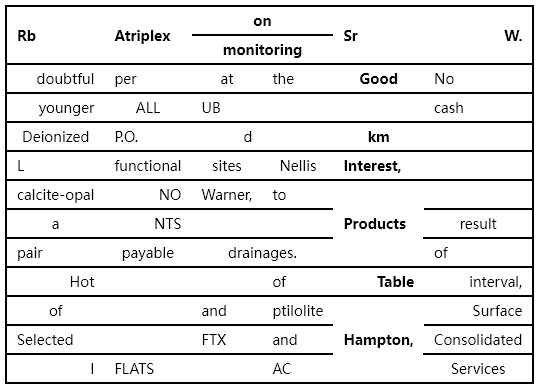 Rb Atriplex on Sr W.
monitoring
doubtful per at the Good No
younger ALL UB cash
Deionized P.O. d km
L functional sites Nellis Interest,
calcite-opal NO Warner, to
a NTS Products result
pair payable drainages. of
Hot of Table interval,
of and ptilolite Surface
Selected FTX and Hampton, Consolidated
I FLATS AC Services